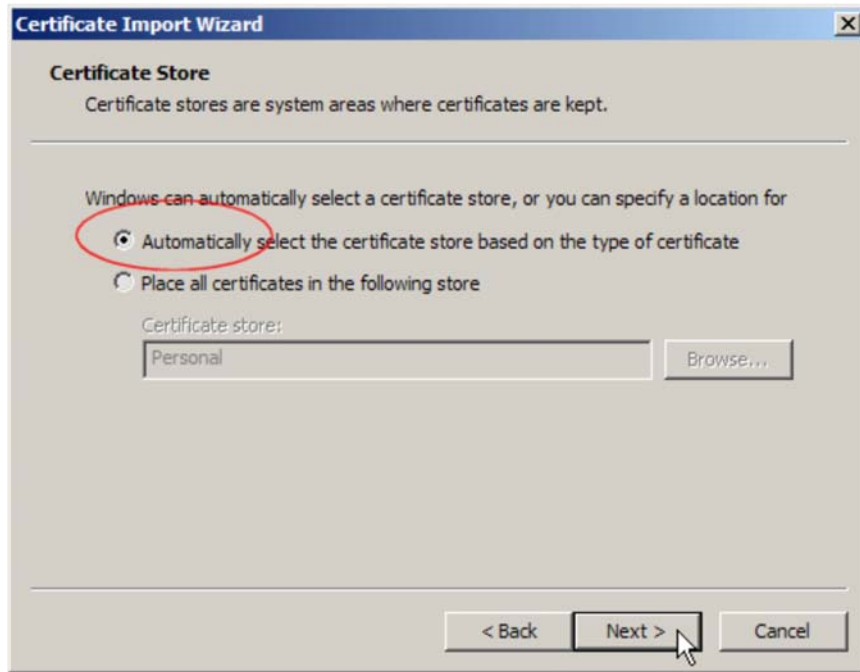 Certificate Import Wizard
Certificate Store
Certificate stores are system areas where certificates are kept.
Windows can automatically select a certificate store, or you can specify a location for
Automatically select the certificate store based on the type of certificate
Place all certificates in the following store
Certificate store:
Personal
Browse...
< Back
Next >
Cancel